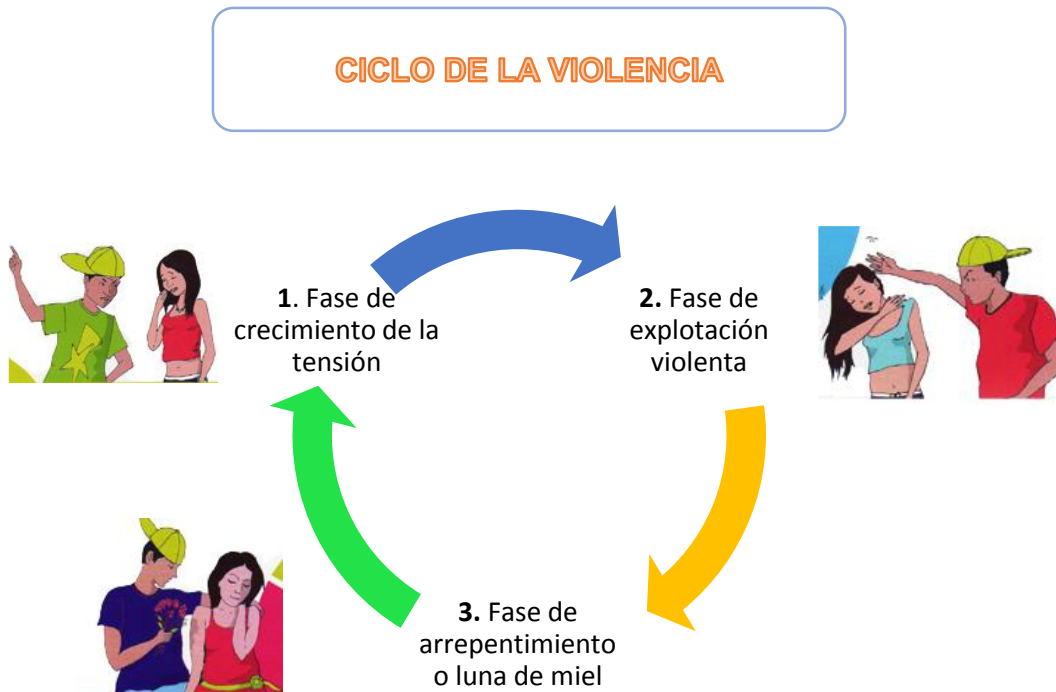 CICLO DE LA VIOLENCIA
1. Fase de
crecimiento de la
tensión
2. Fase de
explotación
violenta
3. Fase de
arrepentimiento
o luna de miel